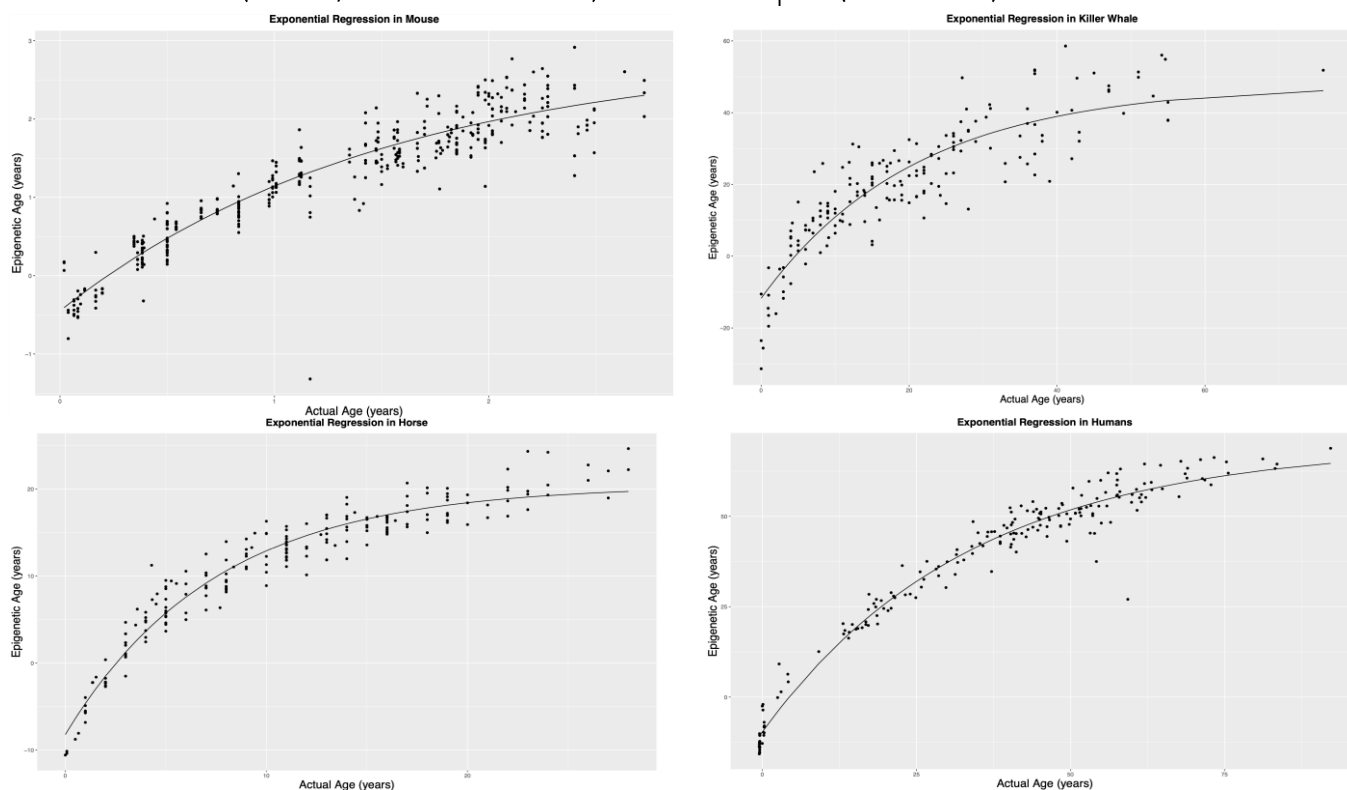 Exponential Regression in Mouse
3
2
1
0
-1
0
1
2
Epigenetic Age (years)
Actual Age (years)
Exponential Regression in Killer Whale
60
40
20
0
-20
0
20
40
60
Epigenetic Age (years)
Actual Age (years)
Exponential Regression in Horse
20
10
0
-10
0
10
20
Epigenetic Age (years)
Actual Age (years)
Exponential Regression in Humans
50
25
0
0
25
50
75
Epigenetic Age (years)
Actual Age (years)